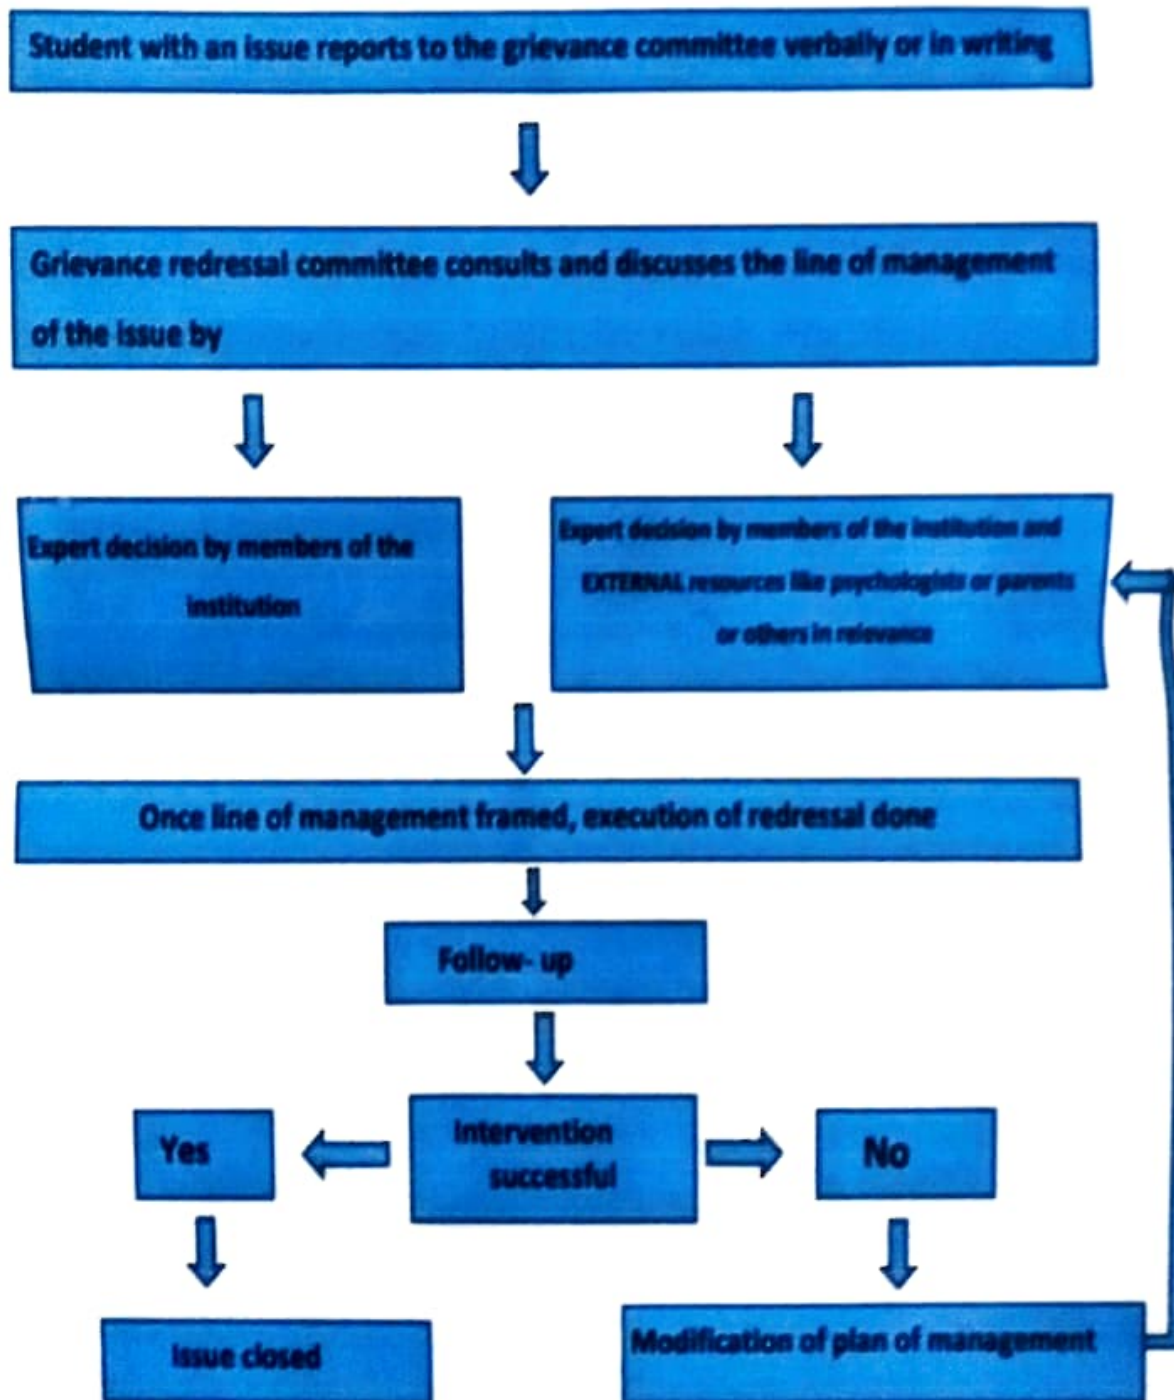 Student with an issue reports to the grievance committee verbally or in writing
Grievance redressal committee consults and discusses the line of management
of the issue by
Expert decision by members of the
institution
Expert decision by members of the institution and
EXTERNAL resources like psychologists or parents
or others in relevance
Once line of management framed, execution of redressal done
Follow- up
Intervention
successful
Yes
No
Issue closed
Modification of plan of management